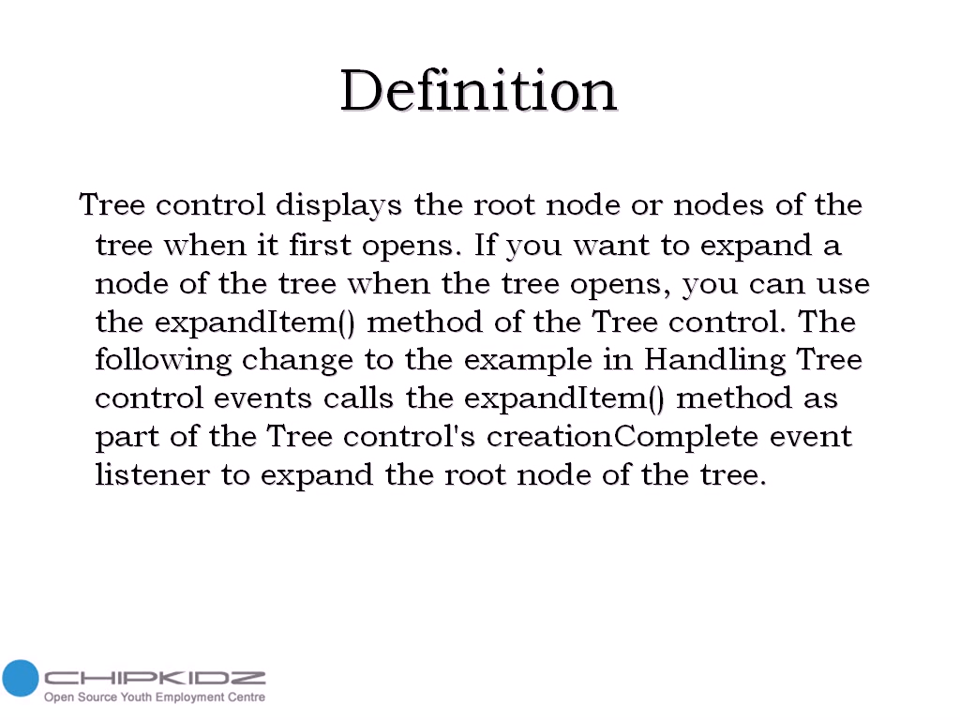 Definition
Tree control displays the root node or nodes of the
tree when it first opens. If you want to expand a
node of the tree when the tree opens, you can use
the expandItem() method of the Tree control. The
following change to the example in Handling Tree
control events calls the expandItem() method as
part of the Tree control's creationComplete event
listener to expand the root node of the tree.
CHIPKIDZ
Open Source Youth Employment Centre